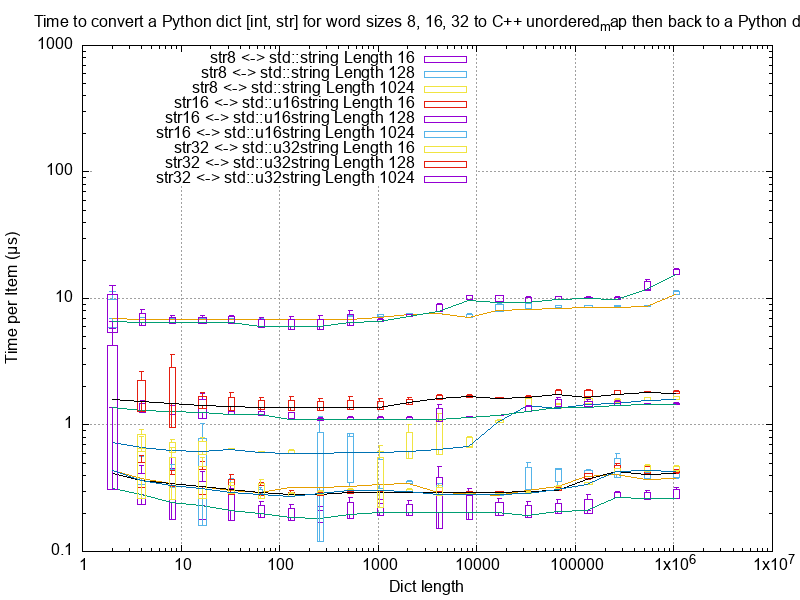 Time to convert a Python dict [int, str] for word sizes 8, 16, 32 to C++ unordered_map then back to a Python d
1000
100
10
1
0.1
Time per Item (µs)
str8 <-> std::string Length 16
str8 <-> std::string Length 128
str8 <-> std::string Length 1024
str16 <-> std::u16string Length 16
str16 <-> std::u16string Length 128
str16 <-> std::u16string Length 1024
str32 <-> std::u32string Length 16
str32 <-> std::u32string Length 128
str32 <-> std::u32string Length 1024
1 10 100 1000 10000 100000 1x10^6 1x10^7
Dict length